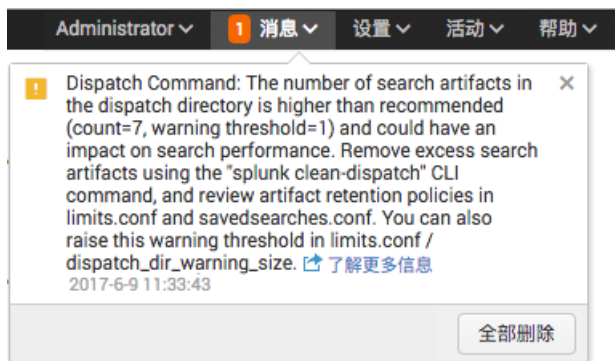 Administrator 1 消息 设置 活动 帮助
Dispatch Command: The number of search artifacts in
the dispatch directory is higher than recommended
(count=7, warning threshold=1) and could have an
impact on search performance. Remove excess search
artifacts using the "splunk clean-dispatch" CLI
command, and review artifact retention policies in
limits.conf and savedsearches.conf. You can also
raise this warning threshold in limits.conf /
dispatch_dir_warning_size. 了解更多信息
2017-6-9 11:33:43
全部删除